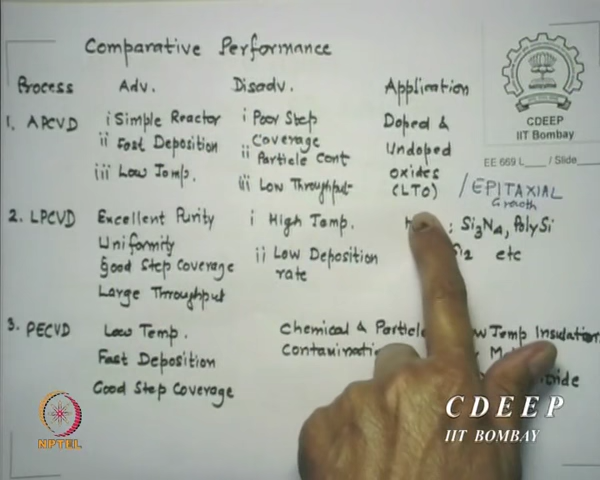 Comparative Performance
Process Adv. Disadv. Application
1. APCVD i Simple Reactor i Poor Step Doped &
ii Fast Deposition Coverage Undoped
ii Particle Cont oxides
iii Low Temp. iii Low Throughput (LTO) / EPITAXIAL
Growth
2. LPCVD Excellent Purity i High Temp. ; Si3N4, PolySi
Uniformity ii Low Deposition etc
Good Step Coverage rate
Large Throughput
3. PECVD Low Temp. Chemical & Particle Temp Insulation
Fast Deposition
Good Step Coverage
CDEEP
IIT Bombay
EE 669 L / Slide
NPTEL
CDEEP
IIT BOMBAY